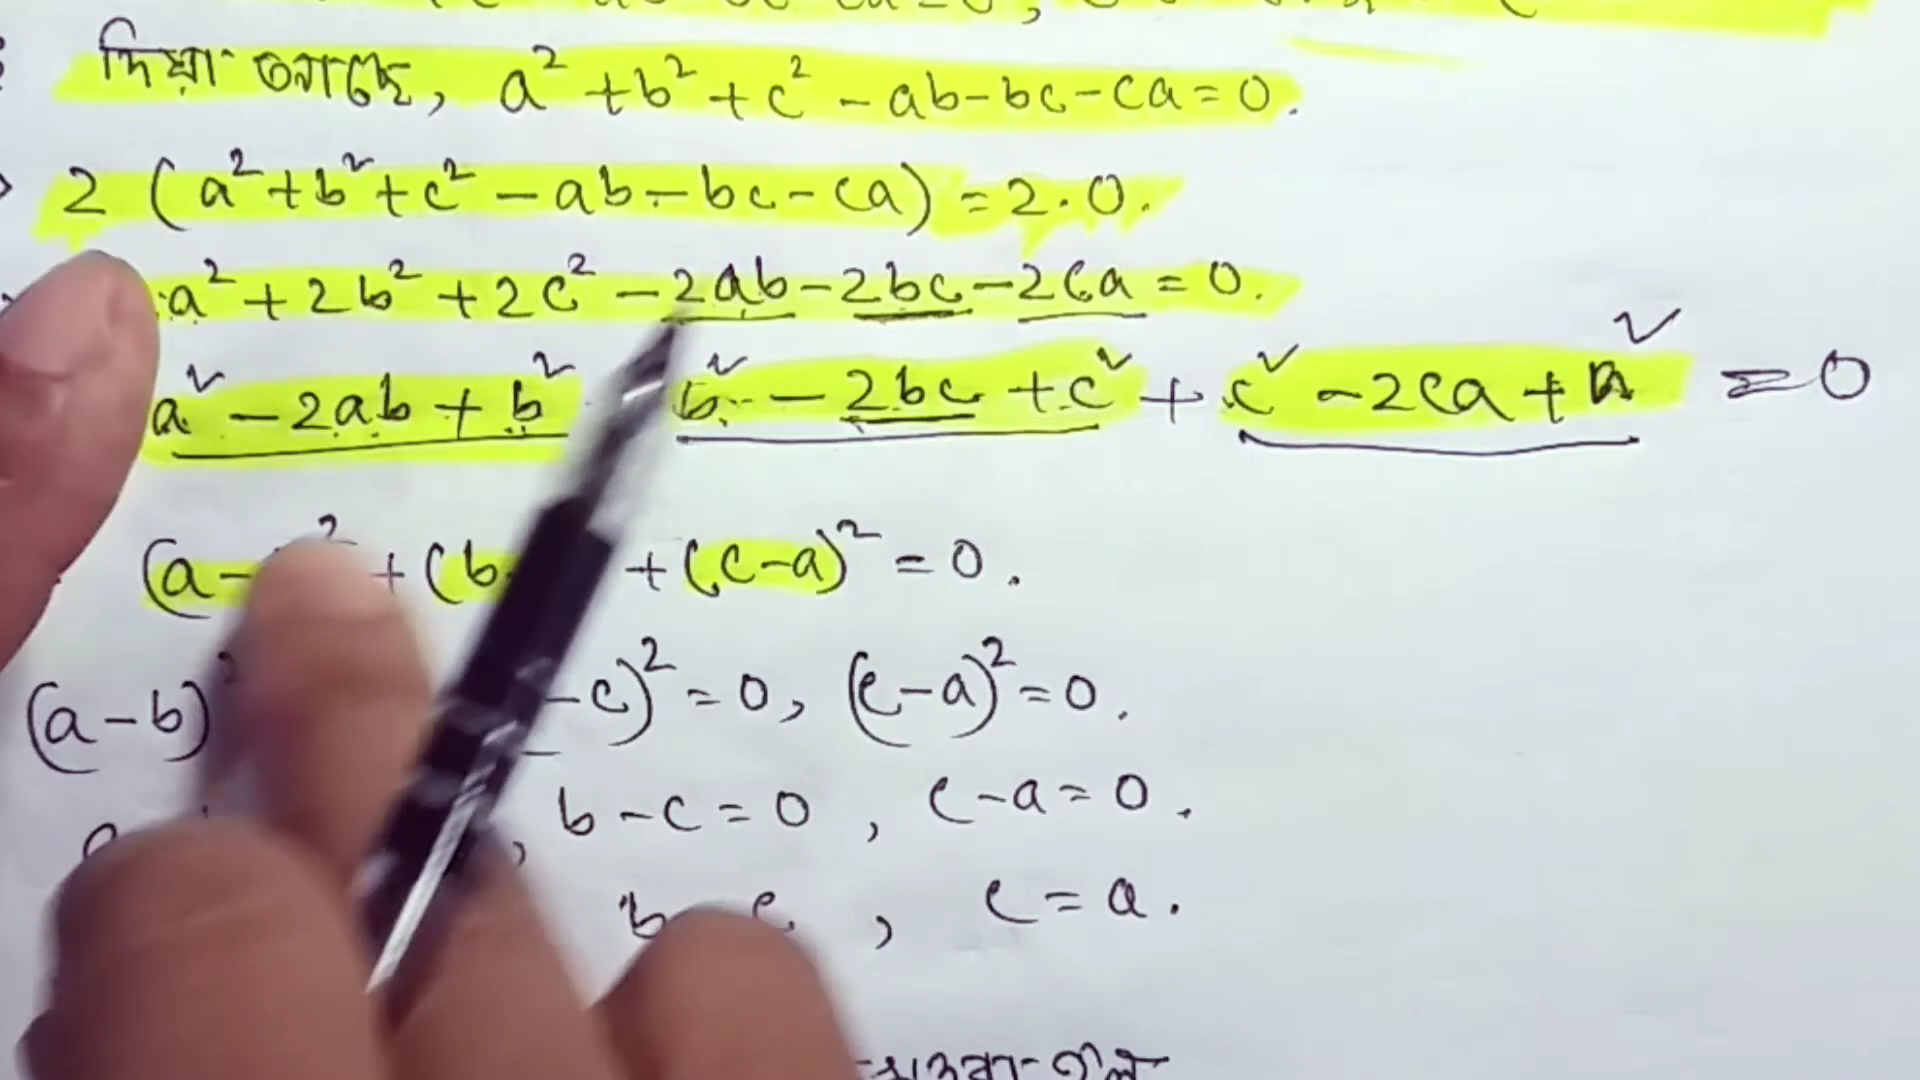 দিয়া আছে, a² + b² + c² - ab - bc - ca = 0.
2 (a² + b² + c² - ab - bc - ca) = 2·0.
a² + 2b² + 2c² - 2ab - 2bc - 2ca = 0.
a² - 2ab + b² b² - 2bc + c² + c² - 2ca + a² = 0
(a- ² + (b + (c-a)² = 0.
(a-b) -c)² = 0, (c-a)² = 0.
, b-c = 0, c-a = 0.
b c, c = a.